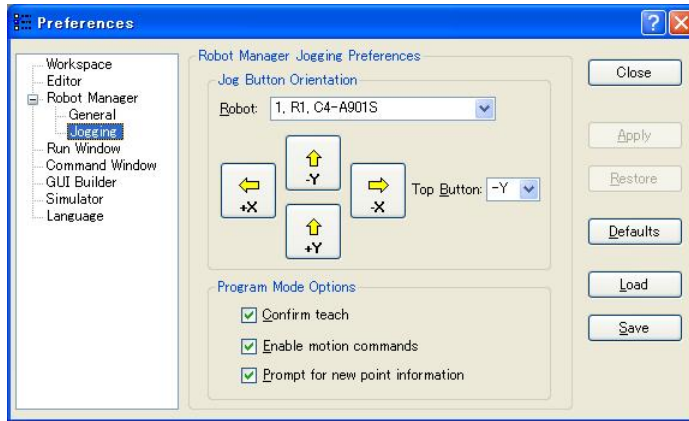 Preferences
Workspace
Editor
Robot Manager
General
Jogging
Run Window
Command Window
GUI Builder
Simulator
Language
Robot Manager Jogging Preferences
Jog Button Orientation
Robot: 1, R1, C4-A901S
-Y
+X
-X
Top Button: -Y
+Y
Program Mode Options
Confirm teach
Enable motion commands
Prompt for new point information
Close
Apply
Restore
Defaults
Load
Save